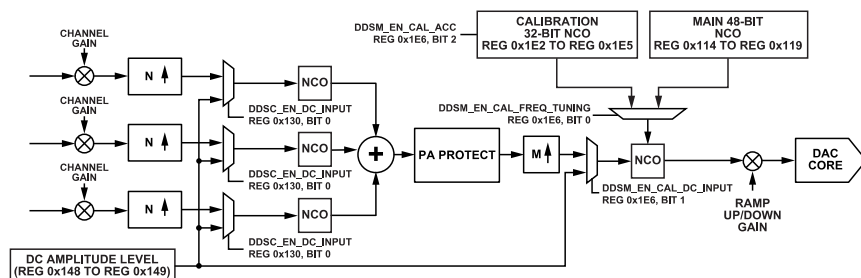 CHANNEL
GAIN
N
DDSC_EN_DC_INPUT
REG 0x130, BIT 0
NCO
CHANNEL
GAIN
N
DDSC_EN_DC_INPUT
REG 0x130, BIT 0
NCO
CHANNEL
GAIN
N
DDSC_EN_DC_INPUT
REG 0x130, BIT 0
NCO
DC AMPLITUDE LEVEL
(REG 0x148 TO REG 0x149)
+
PA PROTECT
M
DDSM_EN_CAL_ACC
REG 0x1E6, BIT 2
CALIBRATION
32-BIT NCO
REG 0x1E2 TO REG 0x1E5
MAIN 48-BIT
NCO
REG 0x114 TO REG 0x119
DDSM_EN_CAL_FREQ_TUNING
REG 0x1E6, BIT 0
NCO
DDSM_EN_CAL_DC_INPUT
REG 0x1E6, BIT 1
RAMP
UP/DOWN
GAIN
DAC
CORE